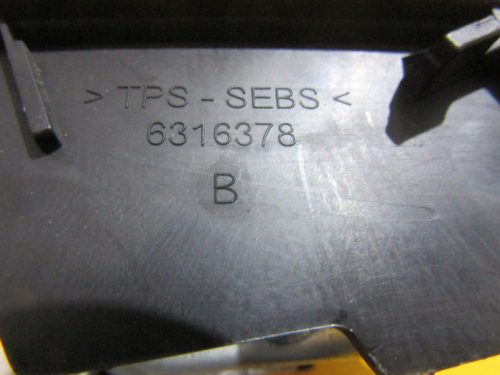 > TPS - SEBS <
6316378
B